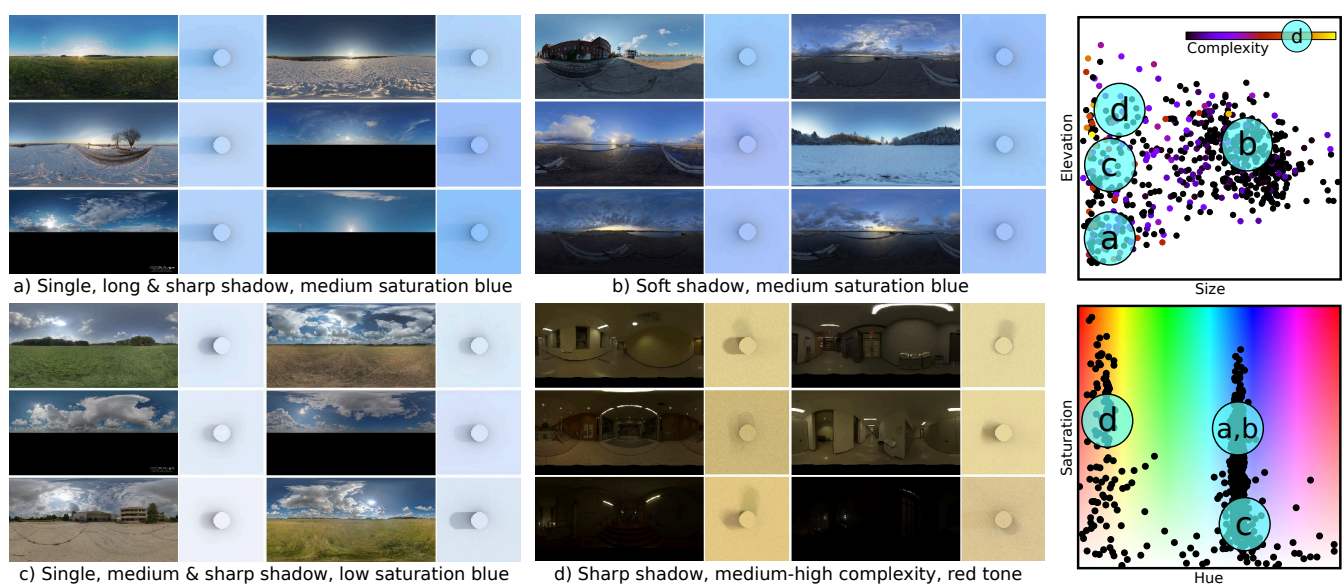 a) Single, long & sharp shadow, medium saturation blue
b) Soft shadow, medium saturation blue
c) Single, medium & sharp shadow, low saturation blue
d) Sharp shadow, medium-high complexity, red tone
Complexity
d
d
c
b
a
Elevation
Size
d
a,b
c
Saturation
Hue